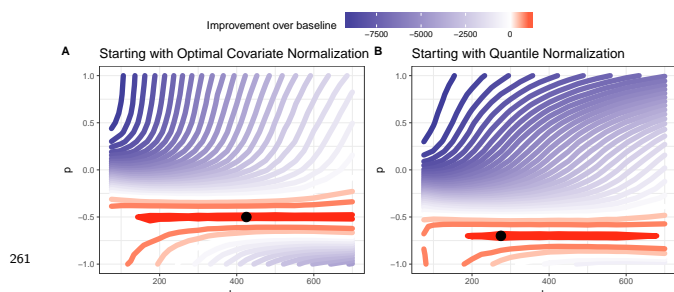 Improvement over baseline
−7500 −5000 −2500 0
A Starting with Optimal Covariate Normalization B Starting with Quantile Normalization
1.0 1.0
0.5 0.5
p 0.0 p 0.0
−0.5 −0.5
−1.0 −1.0
261
200 400 600 200 400 600